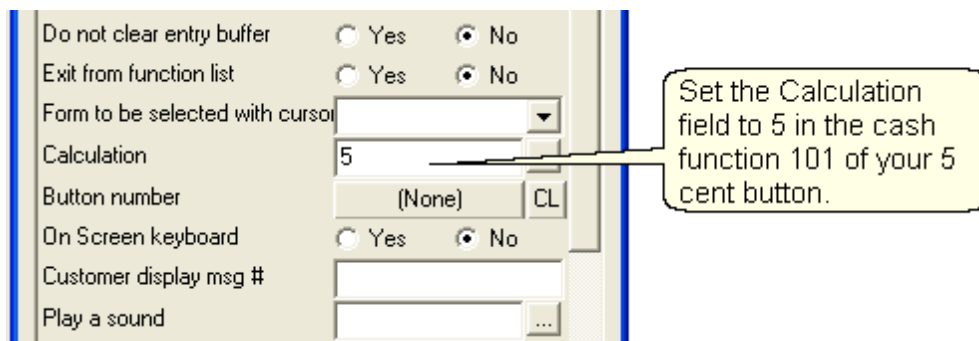 Do not clear entry buffer Yes No
Exit from function list Yes No
Form to be selected with cursor
Calculation 5
Button number (None) CL
On Screen keyboard Yes No
Customer display msg #
Play a sound ...
Set the Calculation
field to 5 in the cash
function 101 of your 5
cent button.